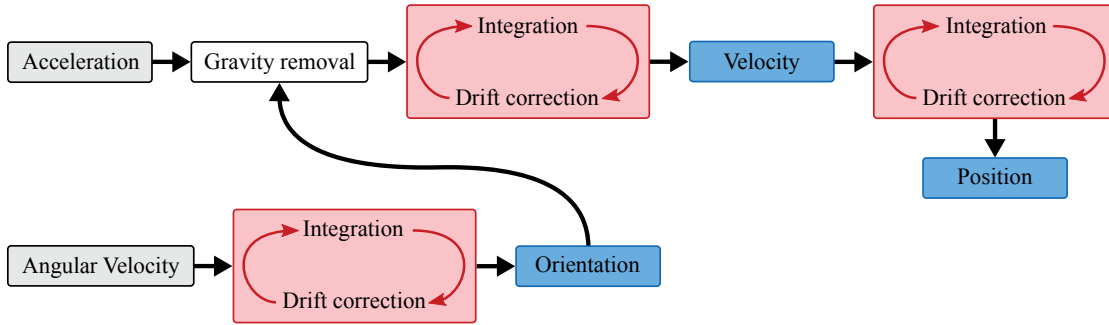 Integration
Integration
Acceleration
Gravity removal
Velocity
Drift correction
Drift correction
Position
Integration
Angular Velocity
Orientation
Drift correction